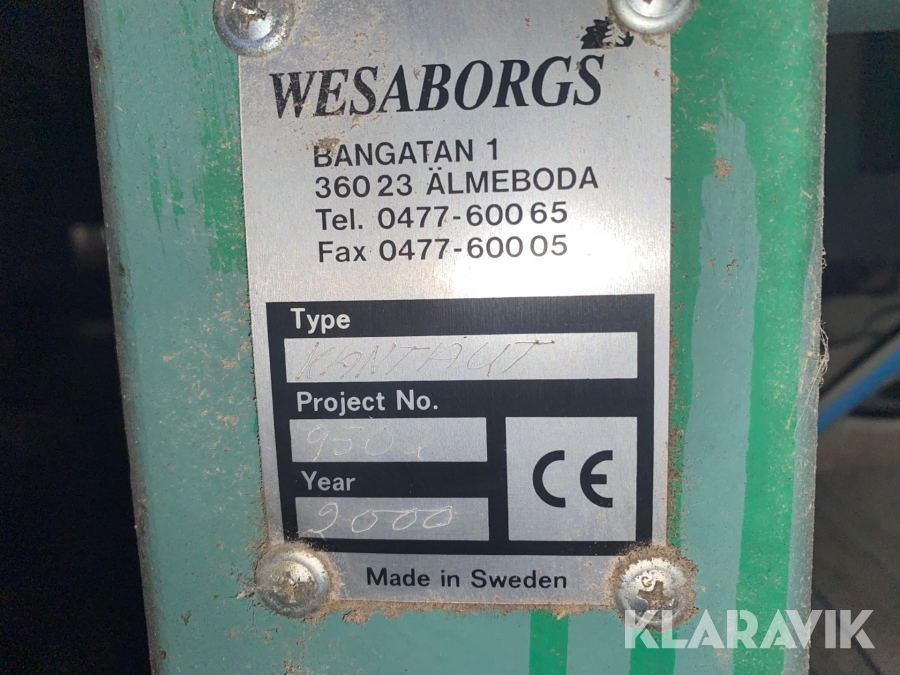 WESABORGS
BANGATAN 1
360 23 ÄLMEBODA
Tel. 0477-600 65
Fax 0477-600 05
Type
KANTHUT
Project No.
Year
2000
CE
Made in Sweden
KLARAVIK